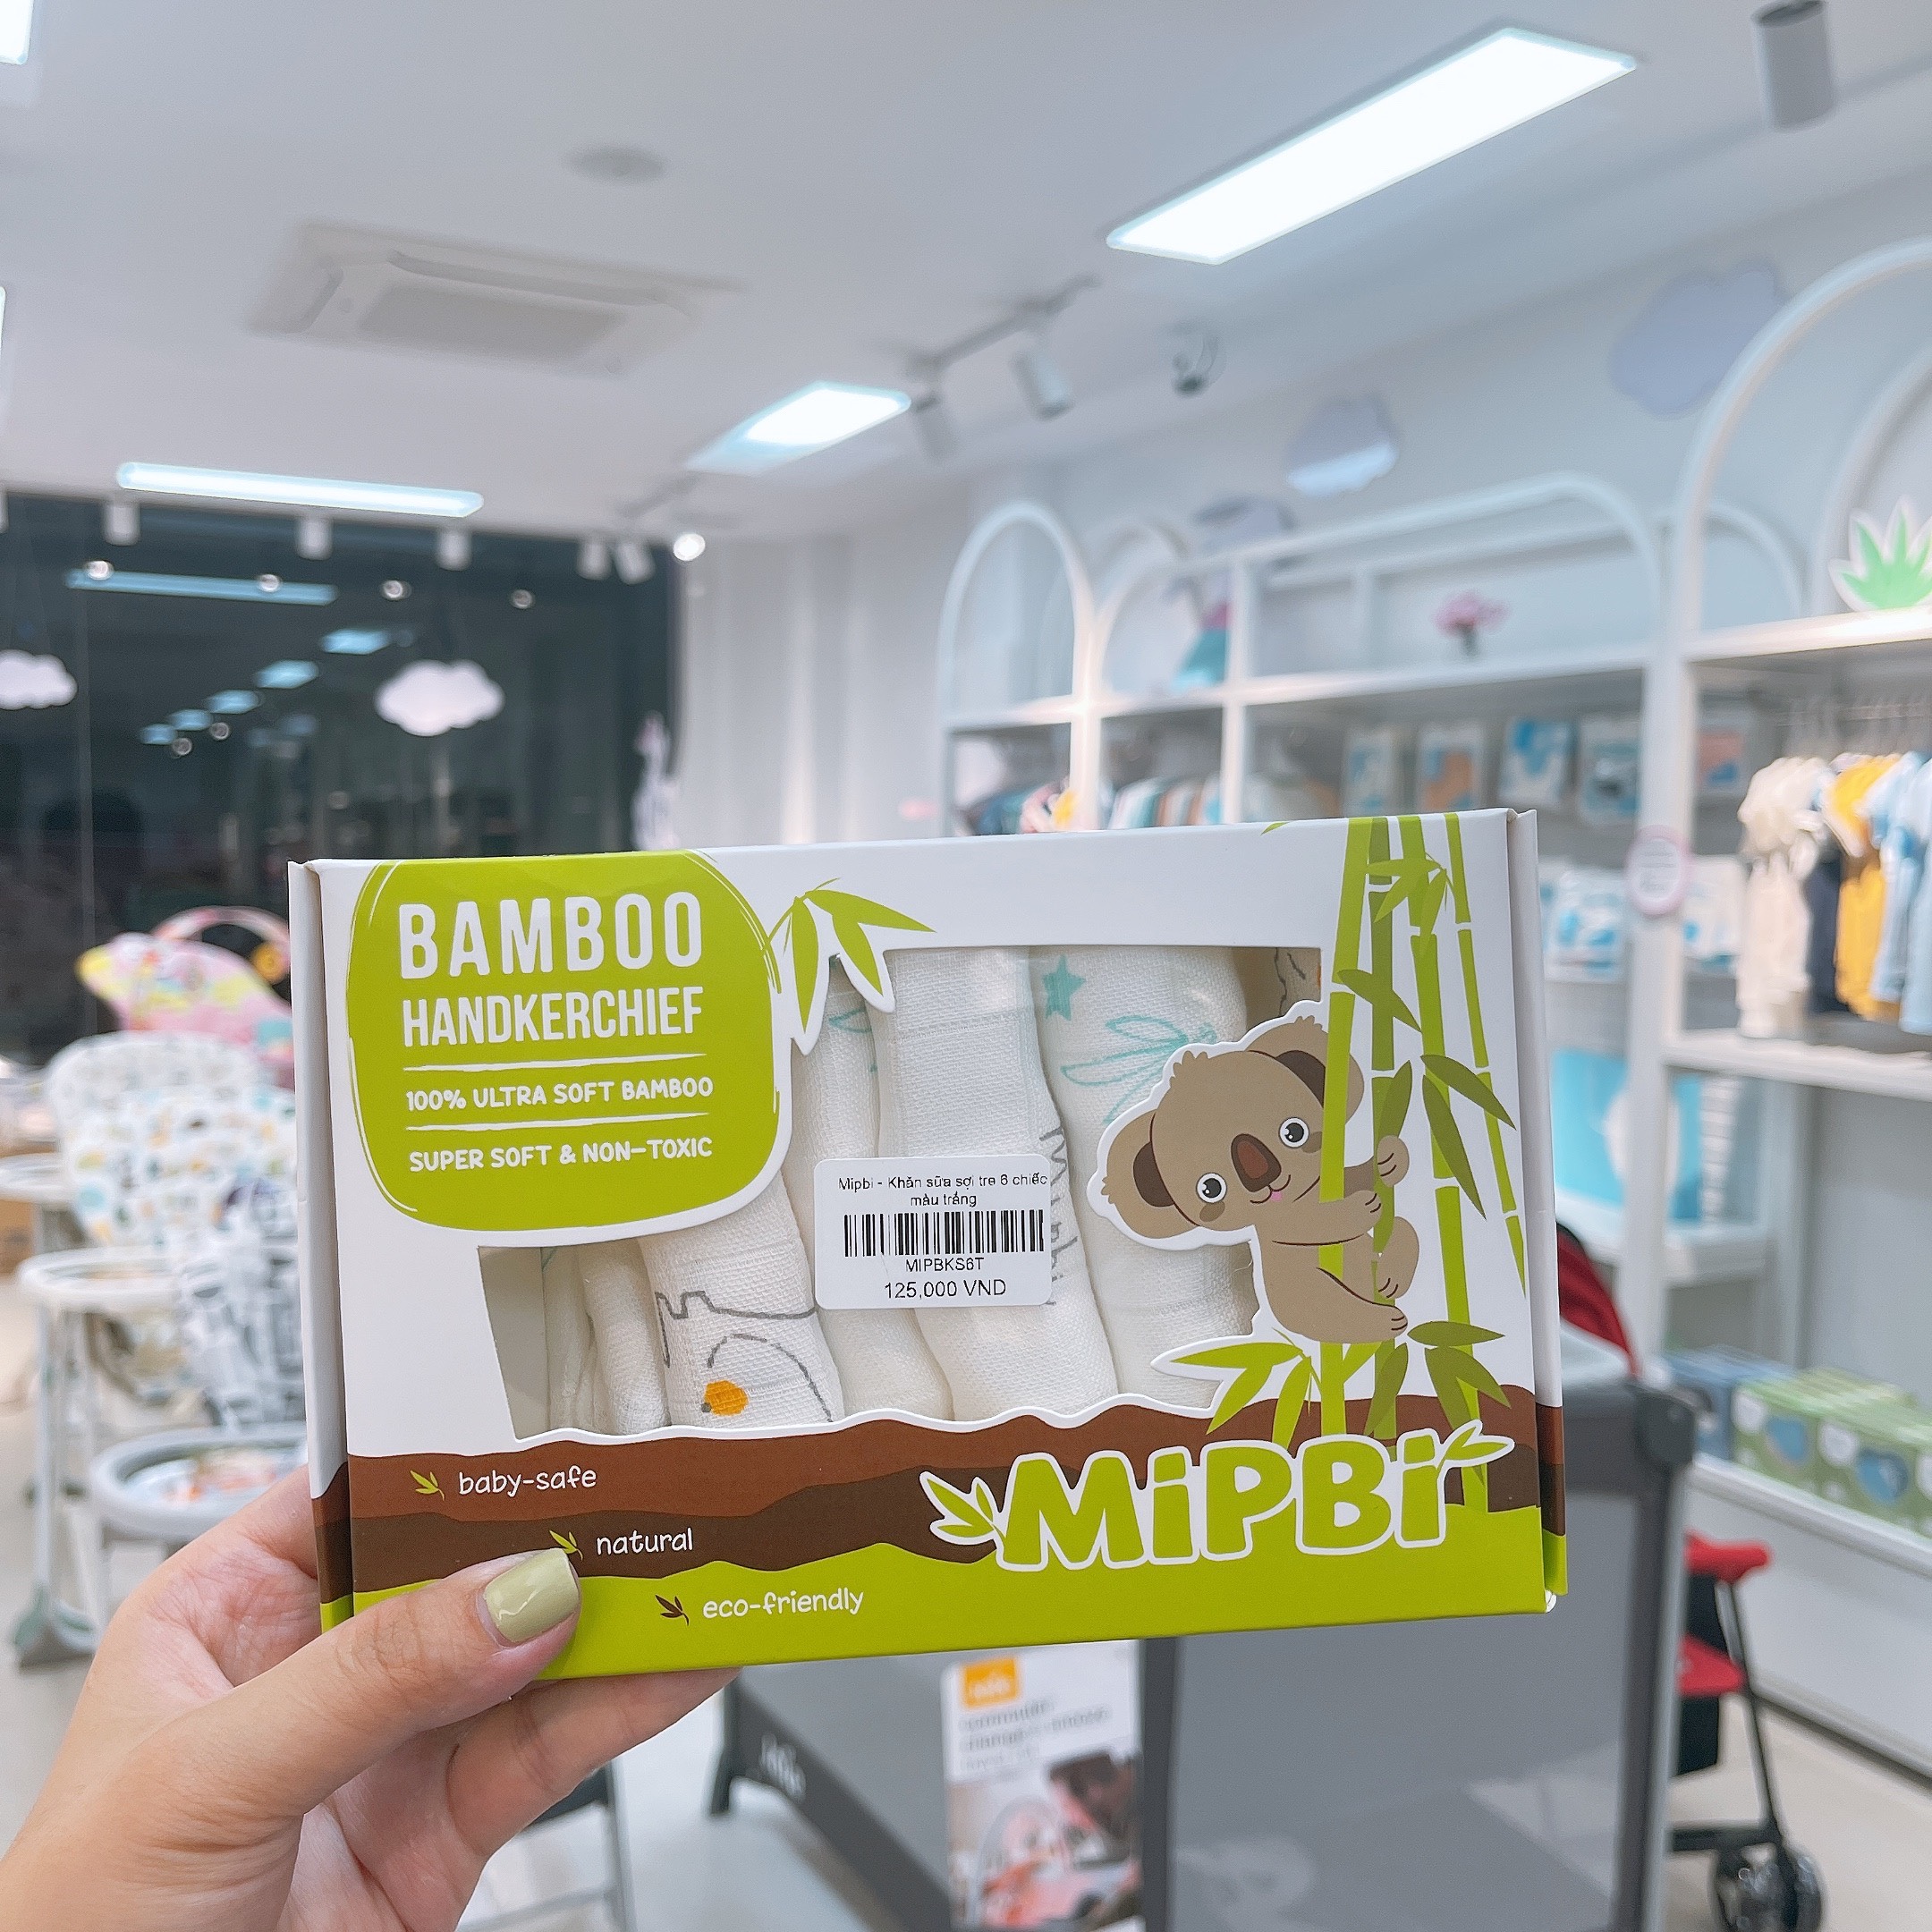 BAMBOO
HANDKERCHIEF
100% ULTRA SOFT BAMBOO
SUPER SOFT & NON-TOXIC
Mipbi - Khăn sữa sợi tre 6 chiếc
màu trắng
MIPBKS6T
125,000 VND
baby-safe
natural
eco-friendly
MiPBi